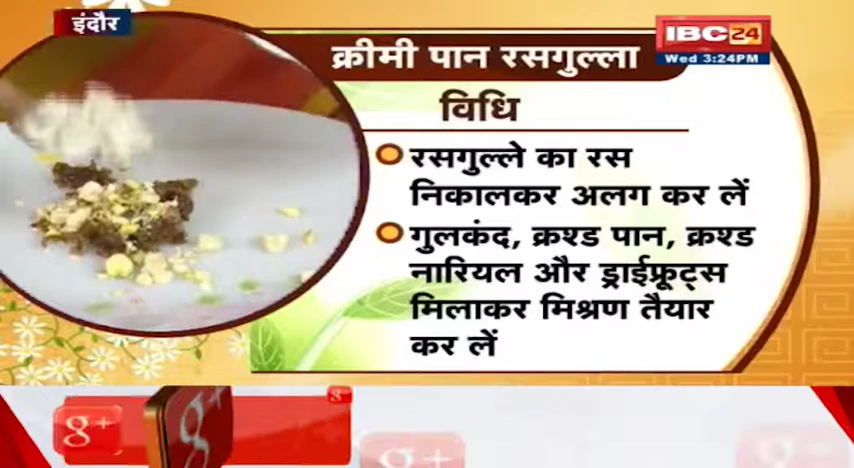 इंदौर
IBC24
Wed 3:24PM
क्रीमी पान रसगुल्ला
विधि
रसगुल्ले का रस
निकालकर अलग कर लें
गुलकंद, क्रश्ड पान, क्रश्ड
नारियल और ड्राईफ्रूट्स
मिलाकर मिश्रण तैयार
कर लें
g+
g+
g+
g+